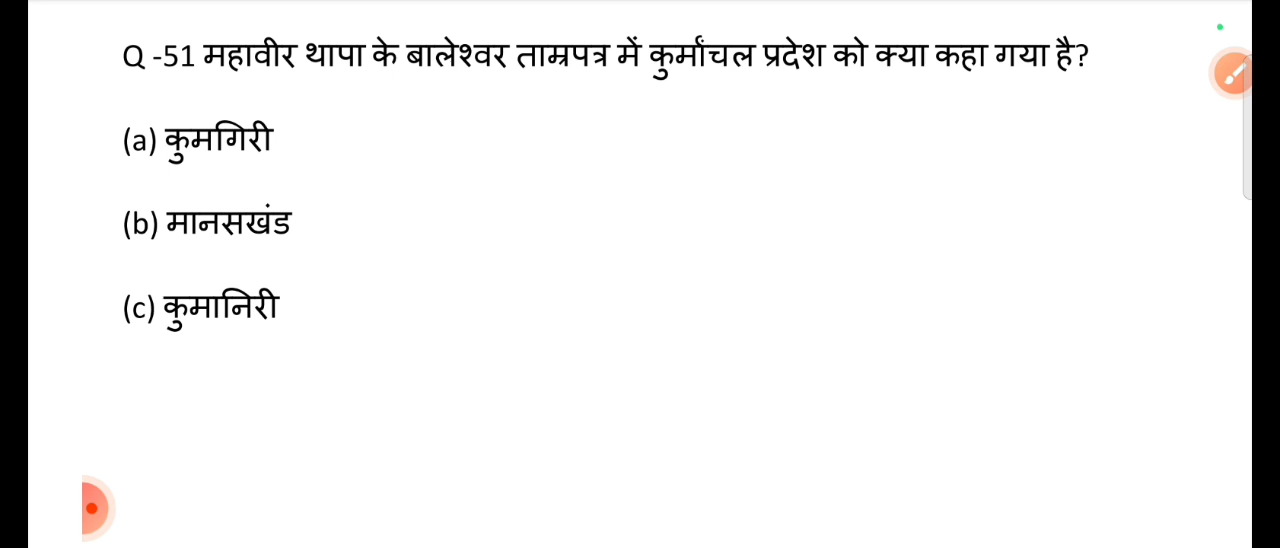 Q -51 महावीर थापा के बालेश्वर ताम्रपत्र में कुर्मांचल प्रदेश को क्या कहा गया है?
(a) कुमगिरी
(b) मानसखंड
(c) कुमानिरी